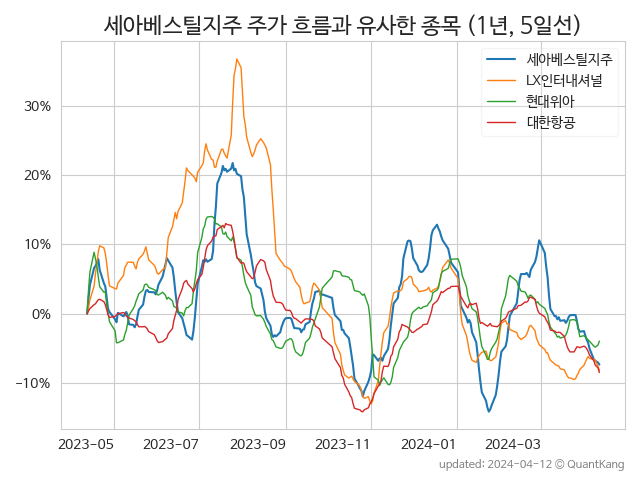 세아베스틸지주 주가 흐름과 유사한 종목 (1년, 5일선)
세아베스틸지주
LX인터내셔널
현대위아
대한항공
30%
20%
10%
0%
−10%
2023-05 2023-07 2023-09 2023-11 2024-01 2024-03
updated: 2024-04-12 © QuantKang